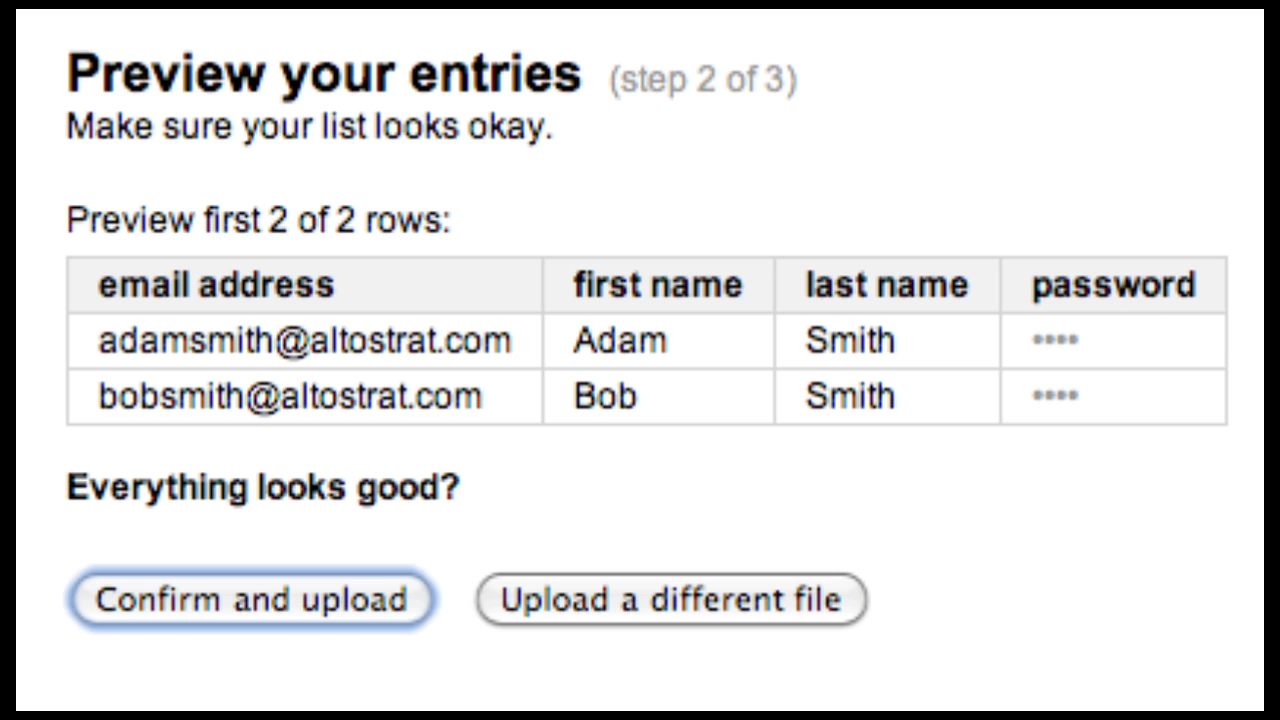 Preview your entries (step 2 of 3)
Make sure your list looks okay.
Preview first 2 of 2 rows:
email address first name last name password
adamsmith@altostrat.com Adam Smith ••••
bobsmith@altostrat.com Bob Smith ••••
Everything looks good?
Confirm and upload Upload a different file